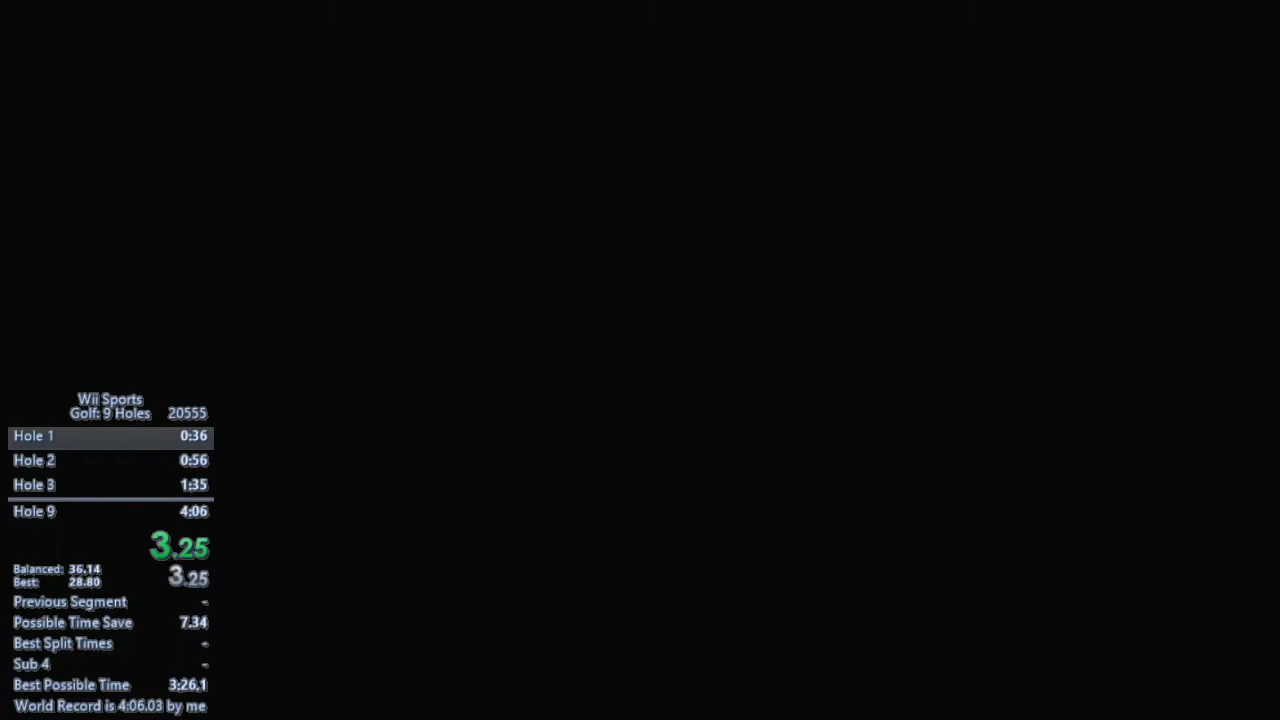 Wii Sports
Golf: 9 Holes 20555
Hole 1 0:36
Hole 2 0:56
Hole 3 1:35
Hole 9 4:06
3.25
Balanced: 36,14
Best: 28.80
3.25
Previous Segment -
Possible Time Save 7.34
Best Split Times -
Sub 4 -
Best Possible Time 3:26,1
World Record is 4:06.03 by me